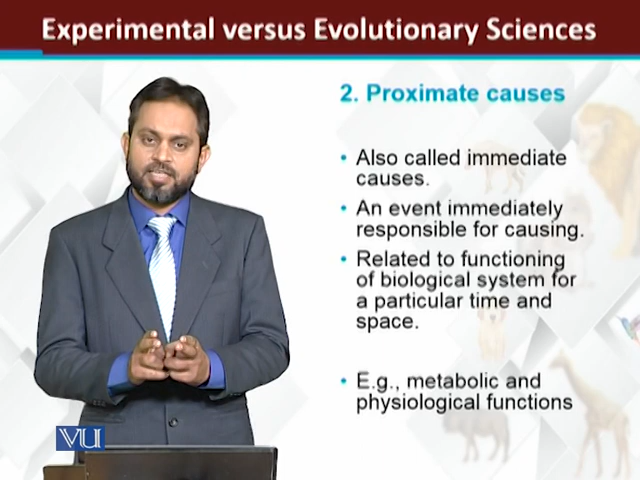 Experimental versus Evolutionary Sciences
2. Proximate causes
• Also called immediate
causes.
• An event immediately
responsible for causing.
• Related to functioning
of biological system for
a particular time and
space.
• E.g., metabolic and
physiological functions
VU